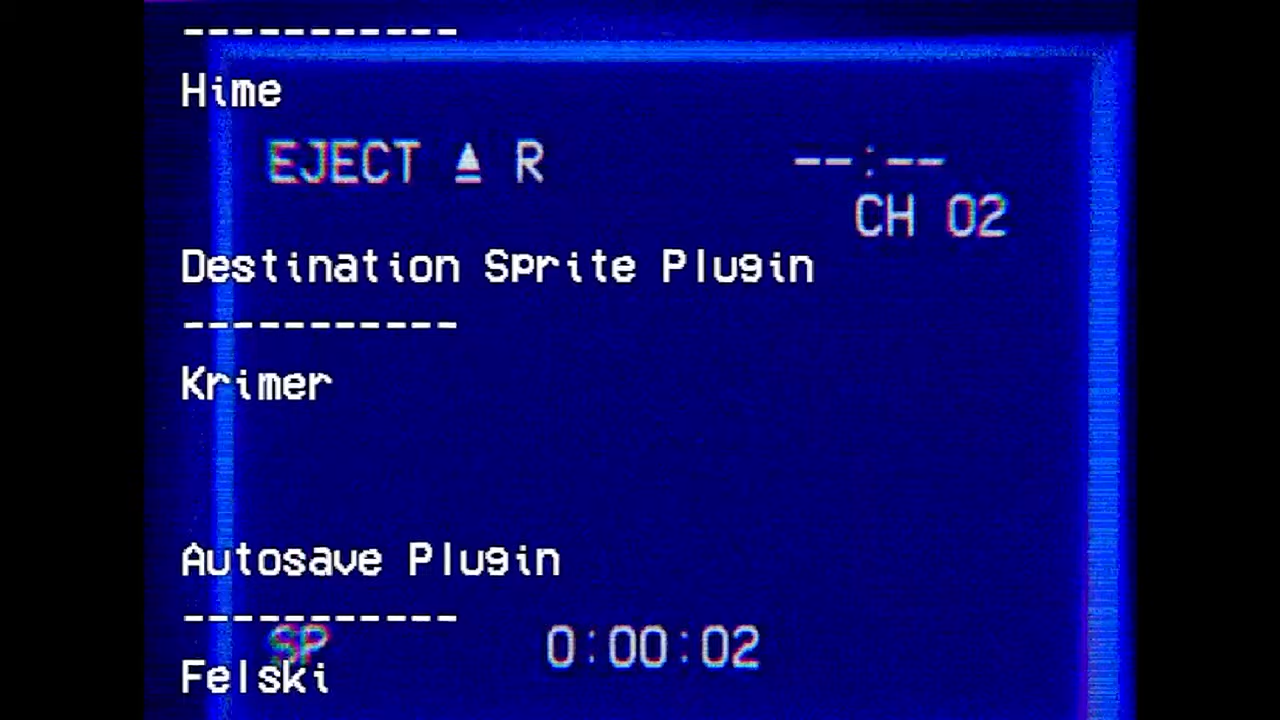 -----------
Hime
EJECT ≜ R
--:--
CH 02
Destination Sprite Plugin
-----------
Krimer
Autosave Plugin
-----------
SP
0:00:02
Felski